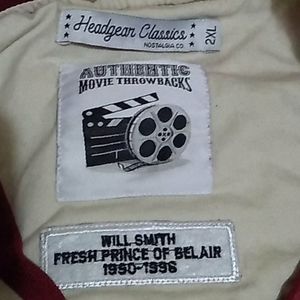 Headgear Classics
NOSTALGIA CO.
2XL
AUTHENTIC
MOVIE THROWBACKS
WILL SMITH
FRESH PRINCE OF BELAIR
1990-1996